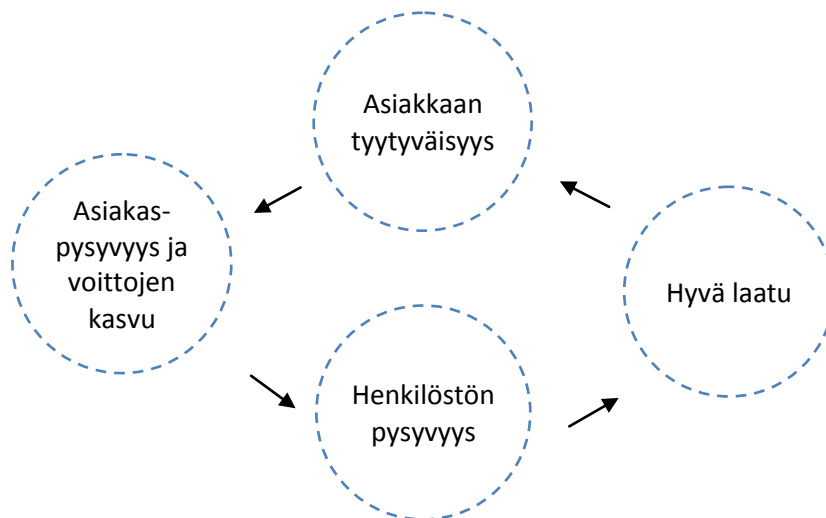 Asiakkaan
tyytyväisyys
Asiakas-
pysyvyys ja
voittojen
kasvu
Hyvä laatu
Henkilöstön
pysyvyys